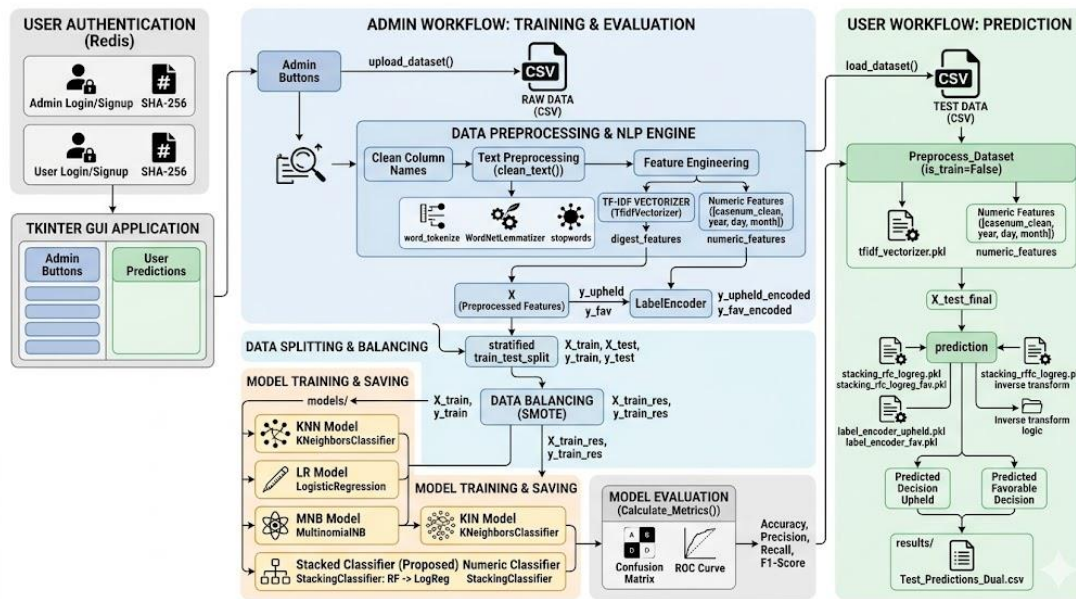 USER AUTHENTICATION
(Redis)
Admin Login/Signup
SHA-256
User Login/Signup
SHA-256
TKINTER GUI APPLICATION
Admin
Buttons
User
Predictions
ADMIN WORKFLOW: TRAINING & EVALUATION
Admin
Buttons
upload_dataset()
CSV
RAW DATA
(CSV)
DATA PREPROCESSING & NLP ENGINE
Clean Column
Names
Text Preprocessing
(clean_text())
Feature Engineering
word_tokenize
WordNetLemmatizer
stopwords
TF-IDF VECTORIZER
(TfidfVectorizer)
digest_features
Numeric Features
([casenum_clean,
year, day, month])
numeric_features
X
(Preprocessed Features)
y_upheld
y_fav
LabelEncoder
y_upheld_encoded
y_fav_encoded
DATA SPLITTING & BALANCING
stratified
train_test_split
X_train, X_test,
y_train, y_test
DATA BALANCING
(SMOTE)
X_train,
y_train
X_train_res,
y_train_res
X_train_res,
y_train_res
MODEL TRAINING & SAVING
models/
KNN Model
KNeighborsClassifier
LR Model
LogisticRegression
MNB Model
MultinomialNB
MODEL TRAINING & SAVING
KIN Model
KNeighborsClassifier
Stacked Classifier (Proposed) Numeric Classifier
StackingClassifier: RF -> LogReg StackingClassifier
MODEL EVALUATION
(Calculate_Metrics())
A
B
D
D
Confusion
Matrix
ROC Curve
Accuracy,
Precision,
Recall,
F1-Score
USER WORKFLOW: PREDICTION
load_dataset()
CSV
TEST DATA
(CSV)
Preprocess_Dataset
(is_train=False)
tfidf_vectorizer.pkl
Numeric Features
([casenum_clean,
year, day, month])
numeric_features
X_test_final
prediction
stacking_rfc_logreg.pkl
stacking_rfc_logreg_fav.pkl
stacking_rffc_logreg.p
inverse transform
label_encoder_upheld.pkl
label_encoder_fav.pkl
Inverse transform
logic
Predicted
Decision
Upheld
Predicted
Favorable
Decision
results/
Test_Predictions_Dual.csv